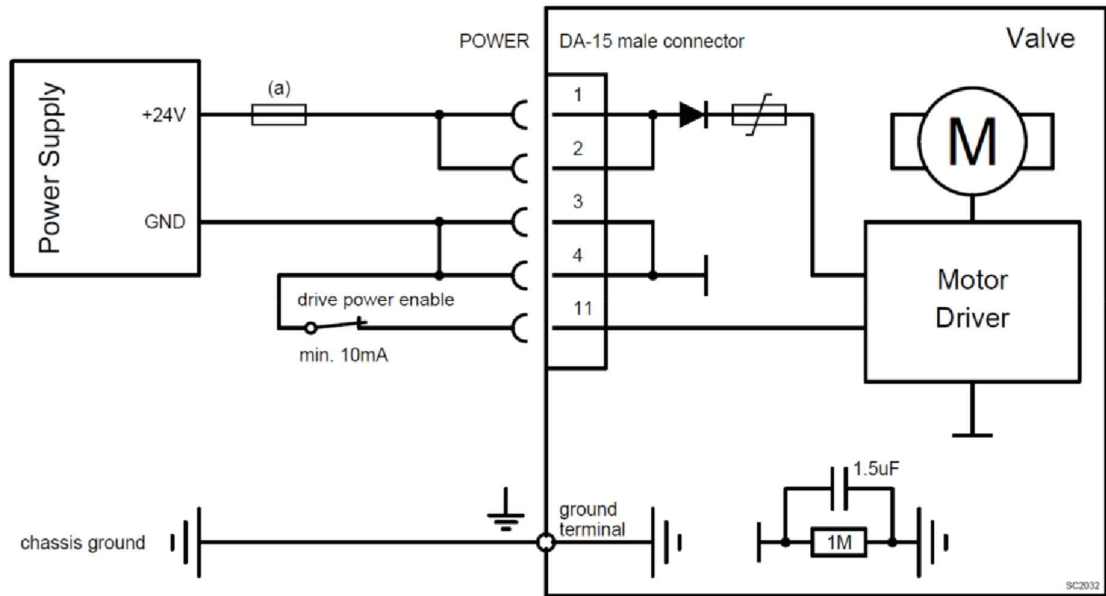 POWER
DA-15 male connector
Valve
Power Supply
+24V
(a)
1
2
GND
3
4
drive power enable
11
min. 10mA
M
Motor
Driver
1.5uF
ground
terminal
chassis ground
1M
SC2032